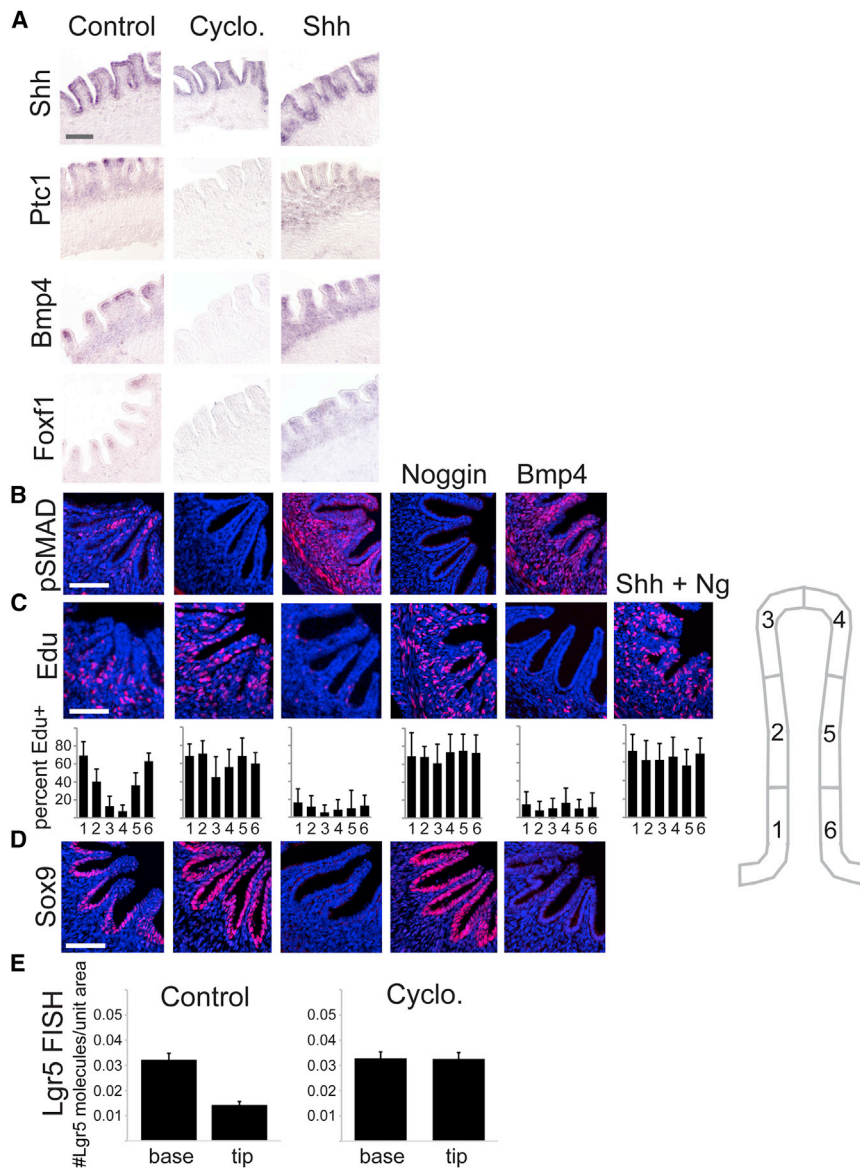 A
Control Cyclo. Shh
Shh
Ptc1
Bmp4
Foxf1
Noggin Bmp4
B
pSMAD
Shh + Ng
C
Edu
3 4
2 5
1 6
percent Edu+
80
60
40
20
1 2 3 4 5 6
1 2 3 4 5 6
1 2 3 4 5 6
1 2 3 4 5 6
1 2 3 4 5 6
1 2 3 4 5 6
D
Sox9
E
Lgr5 FISH
#Lgr5 molecules/unit area
Control
0.05
0.04
0.03
0.02
0.01
base tip
Cyclo.
0.05
0.04
0.03
0.02
0.01
base tip